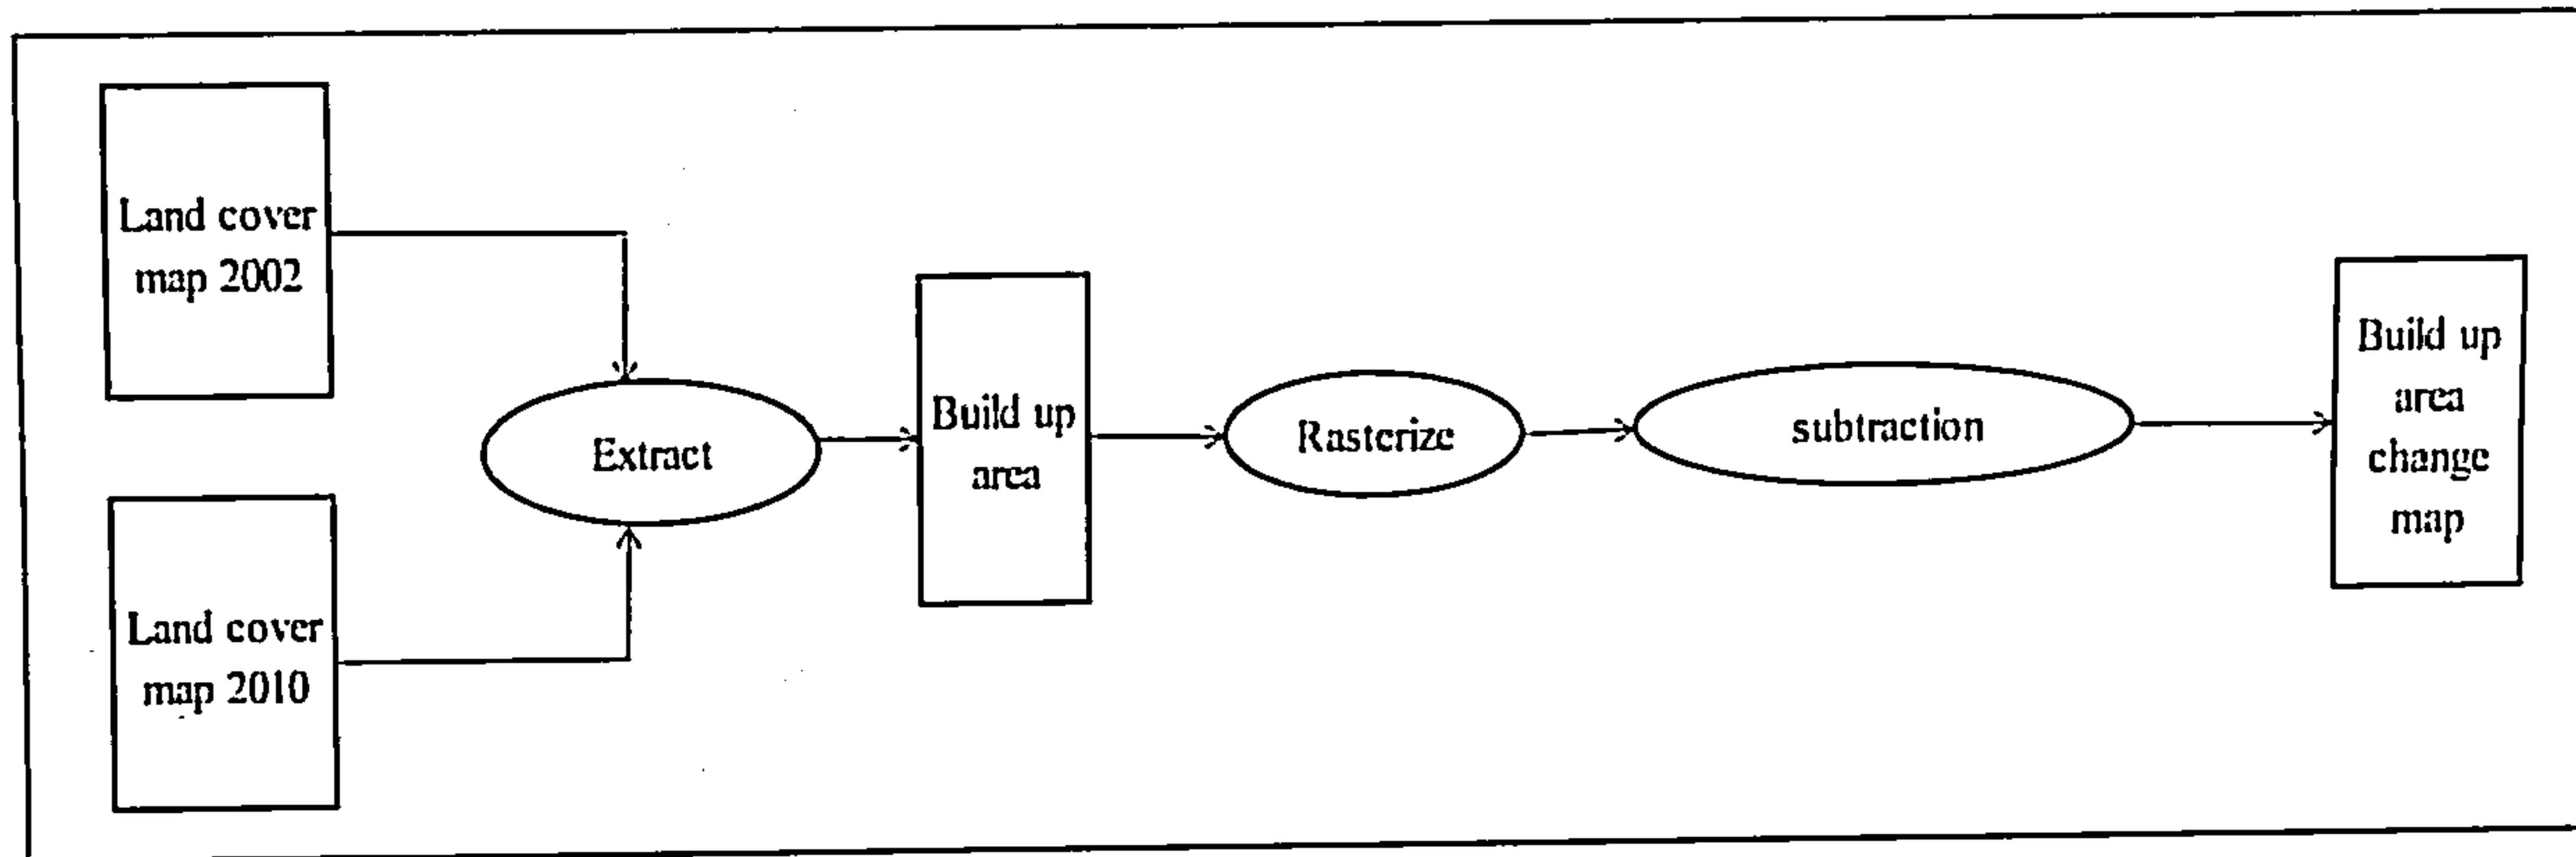 Land cover
map 2002
Land cover
map 2010
Extract
Build up
area
Rasterize
subtraction
Build up
area
change
map